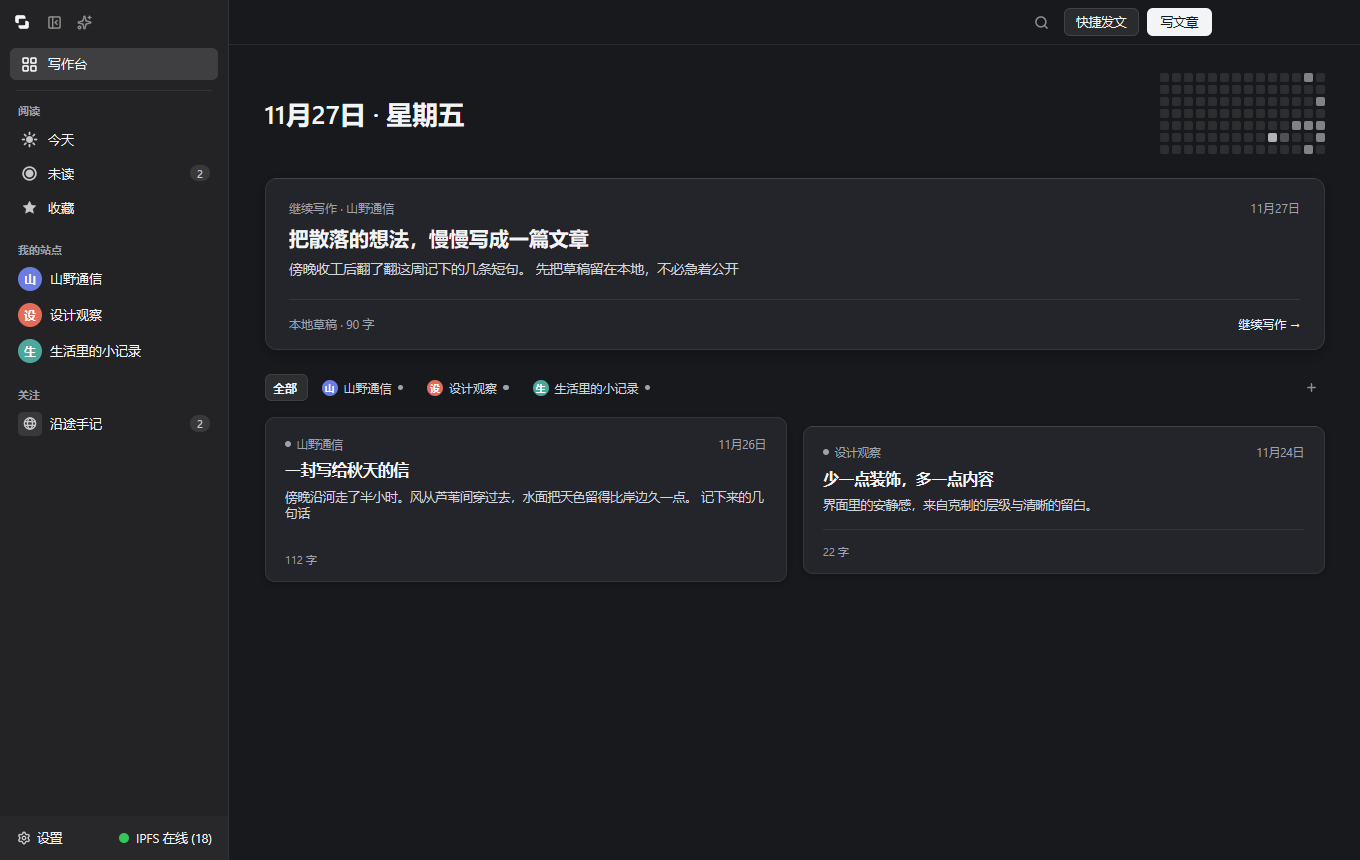 快捷发文
写文章
写作台
阅读
今天
未读
2
收藏
我的站点
山 山野通信
设 设计观察
生 生活里的小记录
关注
沿途手记
2
设置
IPFS 在线 (18)
11月27日 · 星期五
继续写作 · 山野通信
11月27日
把散落的想法，慢慢写成一篇文章
傍晚收工后翻了翻这周记下的几条短句。 先把草稿留在本地，不必急着公开
本地草稿 · 90 字
继续写作 →
全部
山 山野通信
设 设计观察
生 生活里的小记录
+
山野通信
11月26日
一封写给秋天的信
傍晚沿河走了半小时。风从芦苇间穿过去，水面把天色留得比岸边久一点。 记下来的几
句话
112 字
设计观察
11月24日
少一点装饰，多一点内容
界面里的安静感，来自克制的层级与清晰的留白。
22 字